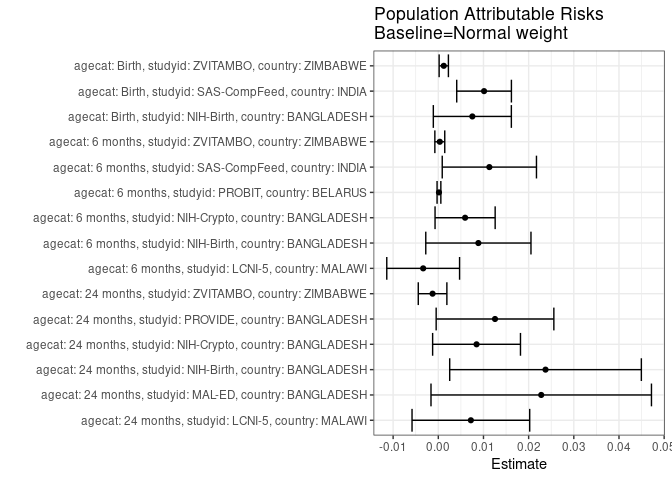 Population Attributable Risks
Baseline=Normal weight
agecat: Birth, studyid: ZVITAMBO, country: ZIMBABWE
agecat: Birth, studyid: SAS-CompFeed, country: INDIA
agecat: Birth, studyid: NIH-Birth, country: BANGLADESH
agecat: 6 months, studyid: ZVITAMBO, country: ZIMBABWE
agecat: 6 months, studyid: SAS-CompFeed, country: INDIA
agecat: 6 months, studyid: PROBIT, country: BELARUS
agecat: 6 months, studyid: NIH-Crypto, country: BANGLADESH
agecat: 6 months, studyid: NIH-Birth, country: BANGLADESH
agecat: 6 months, studyid: LCNI-5, country: MALAWI
agecat: 24 months, studyid: ZVITAMBO, country: ZIMBABWE
agecat: 24 months, studyid: PROVIDE, country: BANGLADESH
agecat: 24 months, studyid: NIH-Crypto, country: BANGLADESH
agecat: 24 months, studyid: NIH-Birth, country: BANGLADESH
agecat: 24 months, studyid: MAL-ED, country: BANGLADESH
agecat: 24 months, studyid: LCNI-5, country: MALAWI
-0.01 0.00 0.01 0.02 0.03 0.04
Estimate